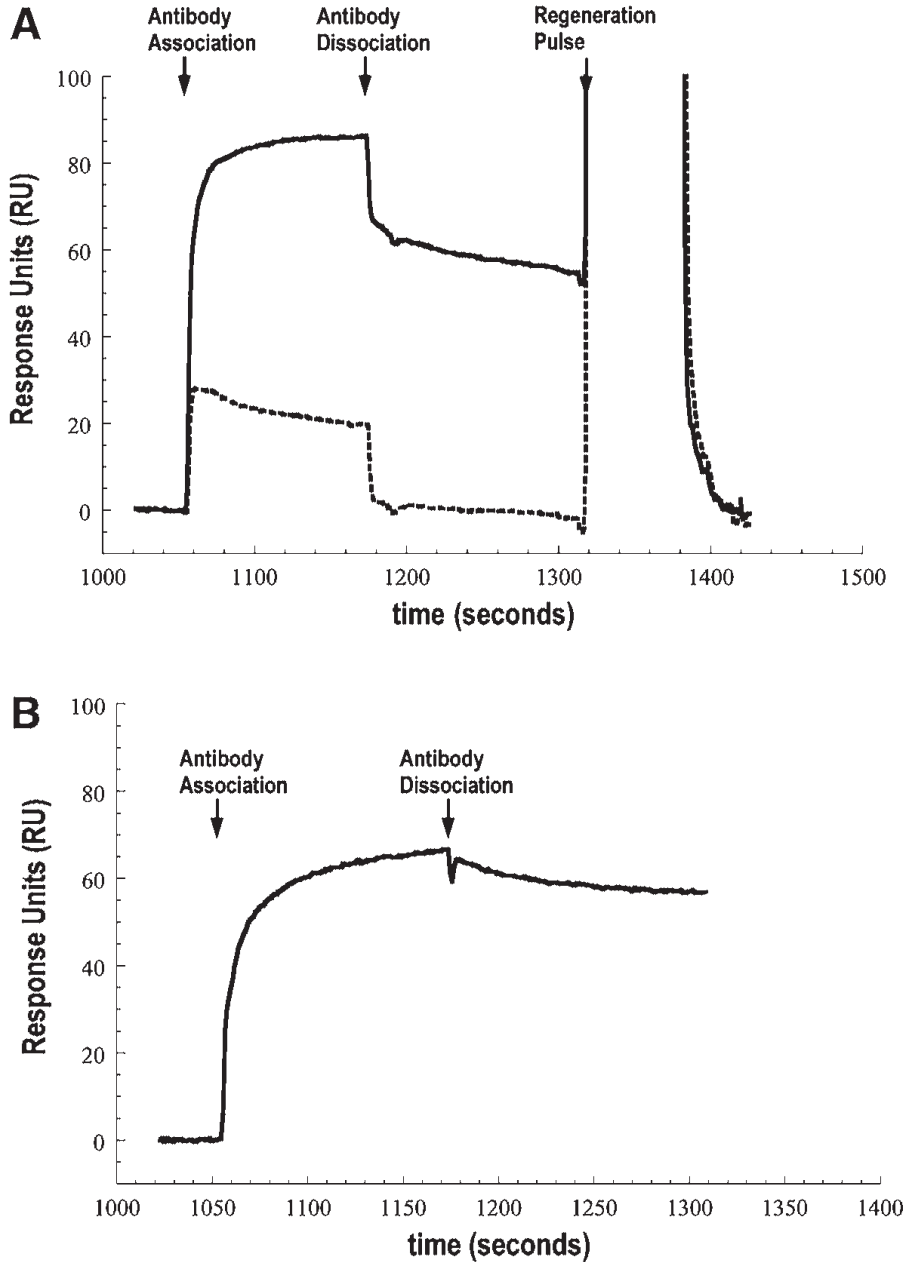 A
Antibody
Association
Antibody
Dissociation
Regeneration
Pulse
Response Units (RU)
100
80
60
40
20
0
1000 1100 1200 1300 1400 1500
time (seconds)
B
Antibody
Association
Antibody
Dissociation
Response Units (RU)
100
80
60
40
20
0
1000 1050 1100 1150 1200 1250 1300 1350 1400
time (seconds)